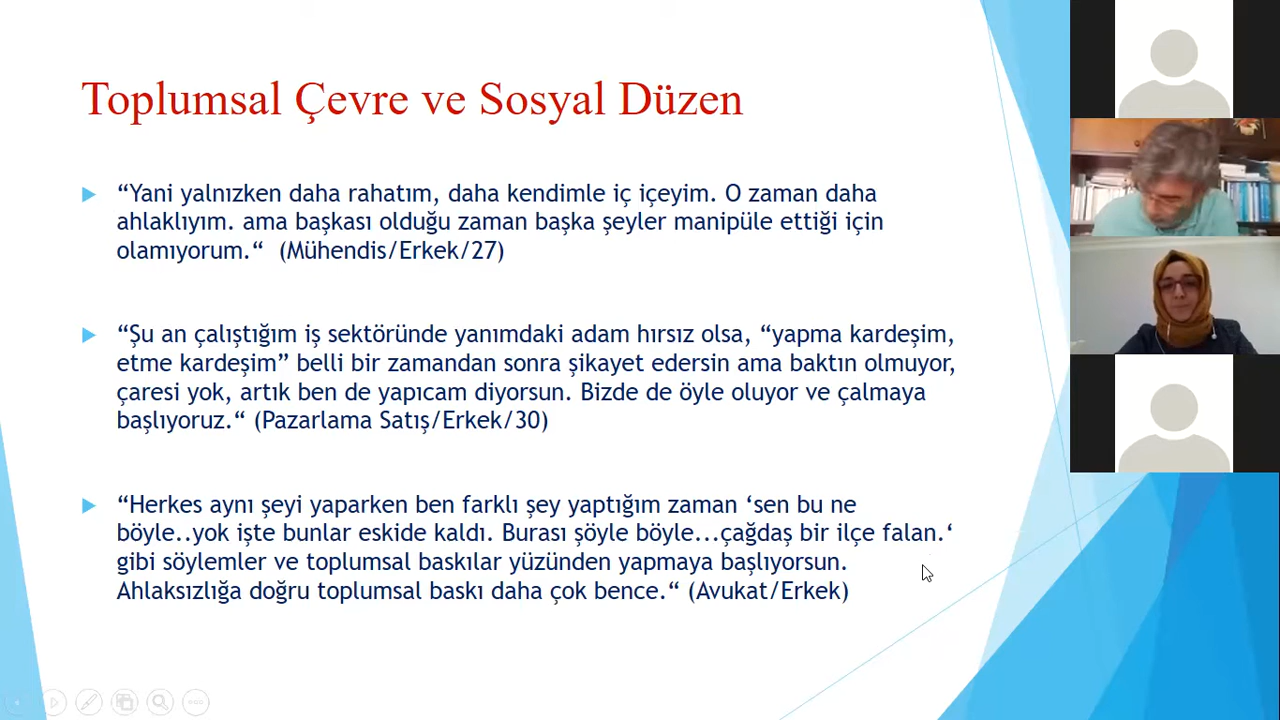 Toplumsal Çevre ve Sosyal Düzen
“Yani yalnızken daha rahatım, daha kendimle iç içeyim. O zaman daha
ahlaklıyım. ama başkası olduğu zaman başka şeyler manipüle ettiği için
olamıyorum.“ (Mühendis/Erkek/27)
“Şu an çalıştığım iş sektöründe yanımdaki adam hırsız olsa, “yapma kardeşim,
etme kardeşim” belli bir zamandan sonra şikayet edersin ama baktın olmuyor,
çaresi yok, artık ben de yapıcam diyorsun. Bizde de öyle oluyor ve çalmaya
başlıyoruz.“ (Pazarlama Satış/Erkek/30)
“Herkes aynı şeyi yaparken ben farklı şey yaptığım zaman ‘sen bu ne
böyle..yok işte bunlar eskide kaldı. Burası şöyle böyle...çağdaş bir ilçe falan.‘
gibi söylemler ve toplumsal baskılar yüzünden yapmaya başlıyorsun.
Ahlaksızlığa doğru toplumsal baskı daha çok bence.“ (Avukat/Erkek)